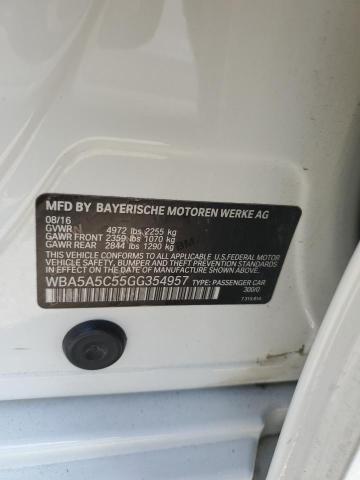 MFD BY BAYERISCHE MOTOREN WERKE AG
08/16
GVWR 4972 lbs 2255 kg
GAWR FRONT 2359 lbs 1070 kg
GAWR REAR 2844 lbs 1290 kg
THIS VEHICLE CONFORMS TO ALL APPLICABLE U.S. FEDERAL MOTOR
VEHICLE SAFETY, BUMPER, AND THEFT PREVENTION STANDARDS IN
EFFECT ON THE DATE OF MANUFACTURE SHOWN ABOVE.
WBA5A5C55GG354957 TYPE: PASSENGER CAR
300/0